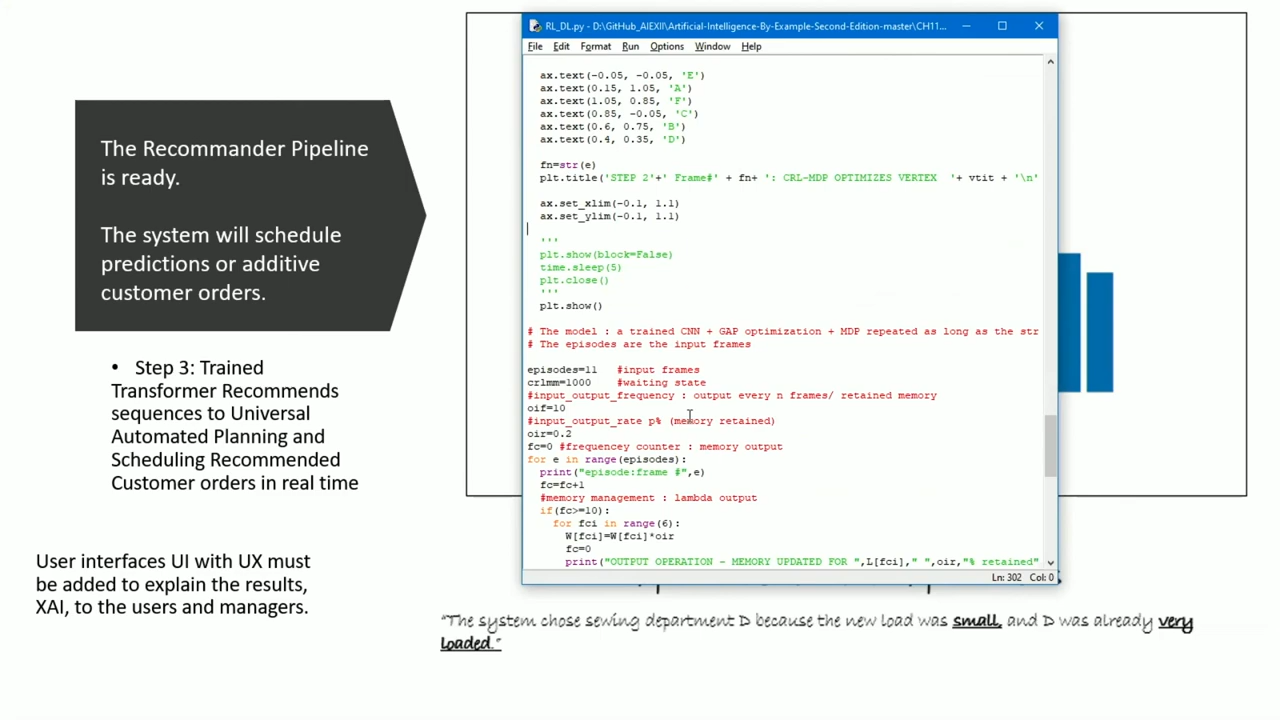 The Recommander Pipeline
is ready.
The system will schedule
predictions or additive
customer orders.
• Step 3: Trained
Transformer Recommends
sequences to Universal
Automated Planning and
Scheduling Recommended
Customer orders in real time
User interfaces UI with UX must
be added to explain the results,
XAI, to the users and managers.
RL_DL.py - D:\GitHub_AIEXII\Artificial-Intelligence-By-Example-Second-Edition-master\CH11...
File Edit Format Run Options Window Help
ax.text(-0.05, -0.05, 'E')
ax.text(0.15, 1.05, 'A')
ax.text(1.05, 0.85, 'F')
ax.text(0.85, -0.05, 'C')
ax.text(0.6, 0.75, 'B')
ax.text(0.4, 0.35, 'D')
fn=str(e)
plt.title('STEP 2'+' Frame#' + fn+ ': CRL-MDP OPTIMIZES VERTEX  '+ vtit + '\n'
ax.set_xlim(-0.1, 1.1)
ax.set_ylim(-0.1, 1.1)
'''
plt.show(block=False)
time.sleep(5)
plt.close()
'''
plt.show()
# The model : a trained CNN + GAP optimization + MDP repeated as long as the str
# The episodes are the input frames
episodes=11   #input frames
crlmm=1000    #waiting state
#input_output_frequency : output every n frames/ retained memory
oif=10
#input_output_rate p% (memory retained)
oir=0.2
fc=0 #frequencey counter : memory output
for e in range(episodes):
print("episode:frame #",e)
fc=fc+1
#memory management : lambda output
if(fc>=10):
for fci in range(6):
W[fci]=W[fci]*oir
fc=0
print("OUTPUT OPERATION - MEMORY UPDATED FOR ",L[fci]," ",oir,"% retained"
Ln: 302 Col: 0
"The system chose sewing department D because the new load was small, and D was already very
loaded."